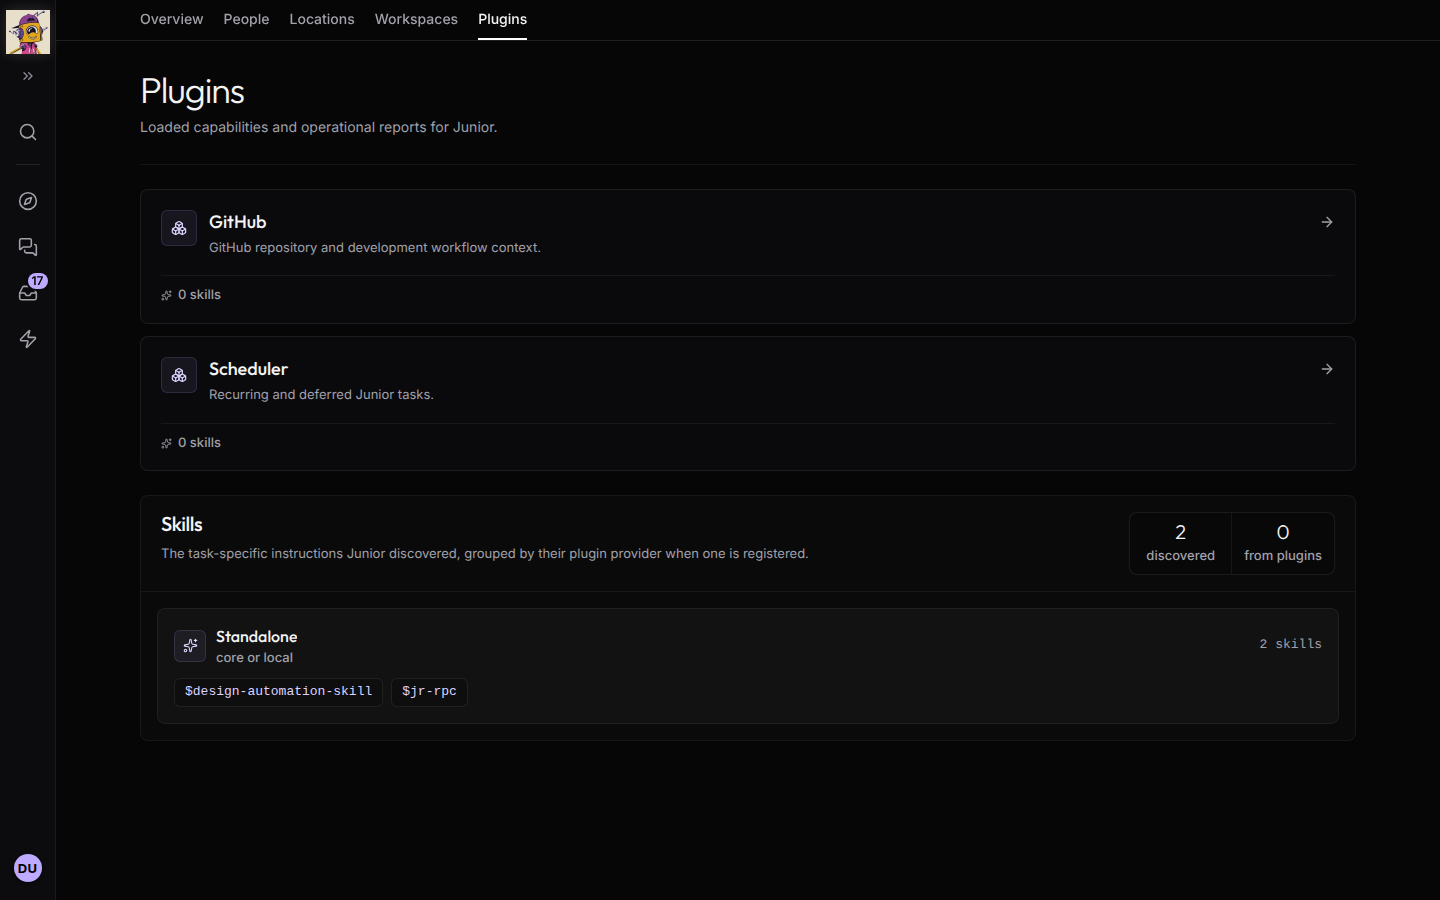 Overview People Locations Workspaces Plugins
Plugins
Loaded capabilities and operational reports for Junior.
GitHub
GitHub repository and development workflow context.
0 skills
17
Scheduler
Recurring and deferred Junior tasks.
0 skills
Skills
The task-specific instructions Junior discovered, grouped by their plugin provider when one is registered.
2 0
discovered from plugins
Standalone
core or local
2 skills
$design-automation-skill $jr-rpc
DU